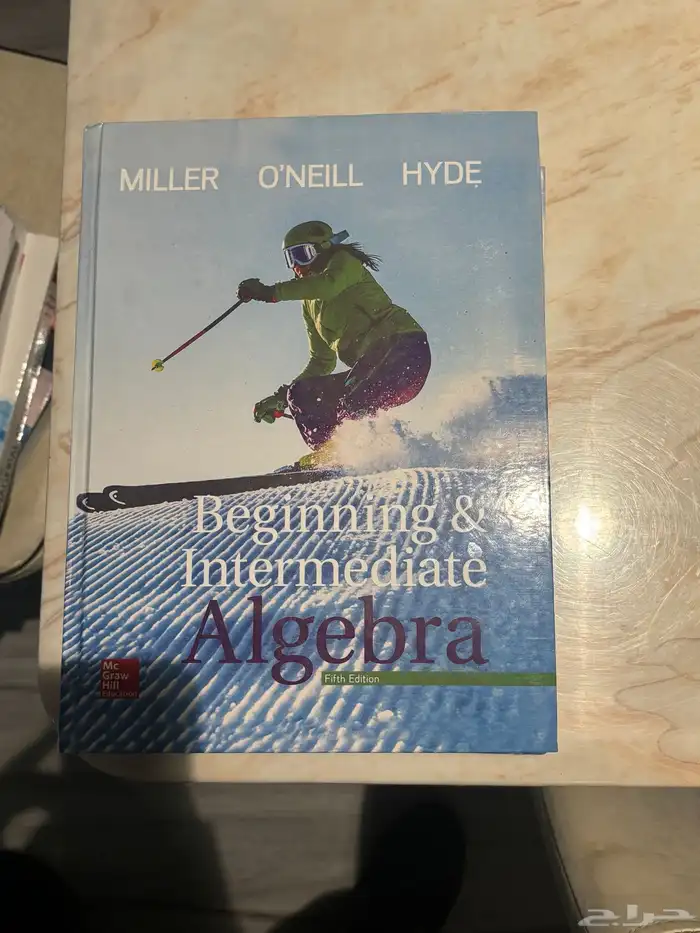 MILLER O'NEILL HYDE
Beginning &
Intermediate
Algebra
Fifth Edition
Mc
Graw
Hill
Education
حراج